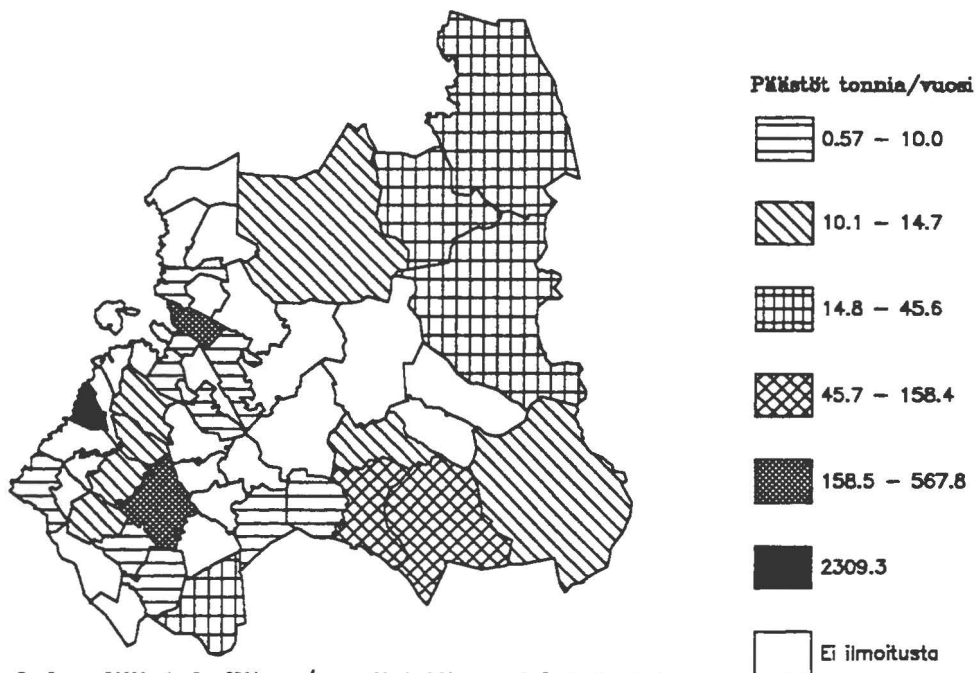 Päästöt tonnia/vuosi
0.57 – 10.0
10.1 – 14.7
14.8 – 45.6
45.7 – 158.4
158.5 – 567.8
2309.3
Ei ilmoitusta